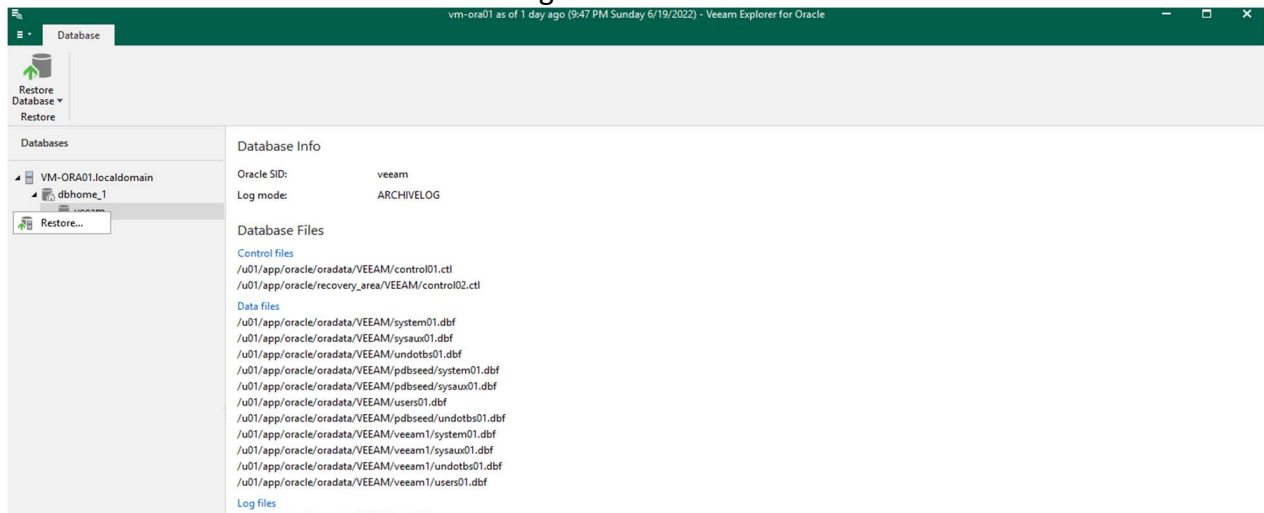 vm-ora01 as of 1 day ago (9:47 PM Sunday 6/19/2022) - Veeam Explorer for Oracle
Database
Restore
Database
Restore
Databases
VM-ORA01.localdomain
dbhome_1
veeam
Restore...
Database Info
Oracle SID: veeam
Log mode: ARCHIVELOG
Database Files
Control files
/u01/app/oracle/oradata/VEEAM/control01.ctl
/u01/app/oracle/recovery_area/VEEAM/control02.ctl
Data files
/u01/app/oracle/oradata/VEEAM/system01.dbf
/u01/app/oracle/oradata/VEEAM/sysaux01.dbf
/u01/app/oracle/oradata/VEEAM/undotbs01.dbf
/u01/app/oracle/oradata/VEEAM/pdbseed/system01.dbf
/u01/app/oracle/oradata/VEEAM/pdbseed/sysaux01.dbf
/u01/app/oracle/oradata/VEEAM/users01.dbf
/u01/app/oracle/oradata/VEEAM/pdbseed/undotbs01.dbf
/u01/app/oracle/oradata/VEEAM/veeam1/system01.dbf
/u01/app/oracle/oradata/VEEAM/veeam1/sysaux01.dbf
/u01/app/oracle/oradata/VEEAM/veeam1/undotbs01.dbf
/u01/app/oracle/oradata/VEEAM/veeam1/users01.dbf
Log files